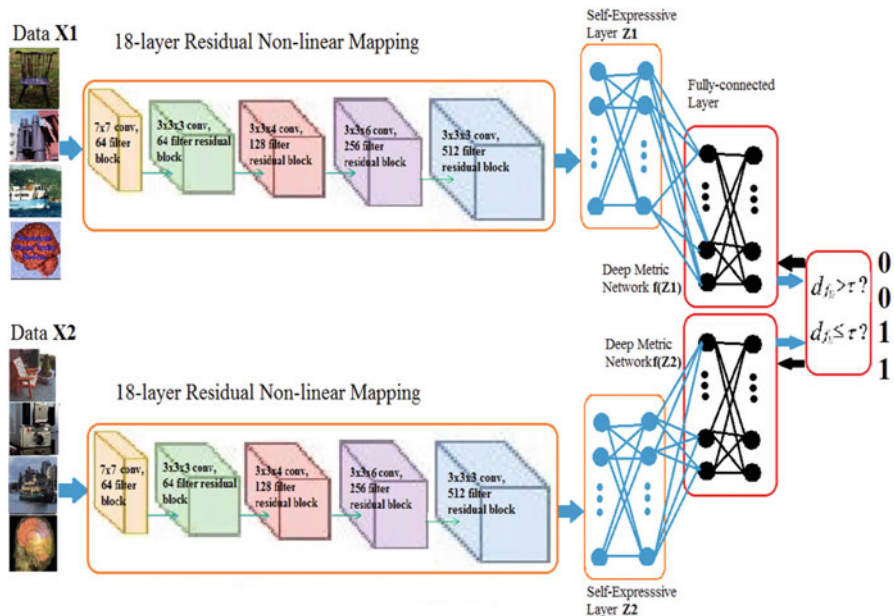 Data X1
18-layer Residual Non-linear Mapping
7x7 conv,
64 filter
block
3x3x3 conv,
64 filter residual
block
3x3x4 conv,
128 filter
residual block
3x3x6 conv,
256 filter
residual block
3x3x3 conv,
512 filter
residual block
Self-Expresssive
Layer Z1
Fully-connected
Layer
Deep Metric
Network f(Z1)
0
0
1
1
Data X2
18-layer Residual Non-linear Mapping
7x7 conv,
64 filter
block
3x3x3 conv,
64 filter residual
block
3x3x4 conv,
128 filter
residual block
3x3x6 conv,
256 filter
residual block
3x3x3 conv,
512 filter
residual block
Deep Metric
Networkf(Z2)
Self-Expresssive
Layer Z2